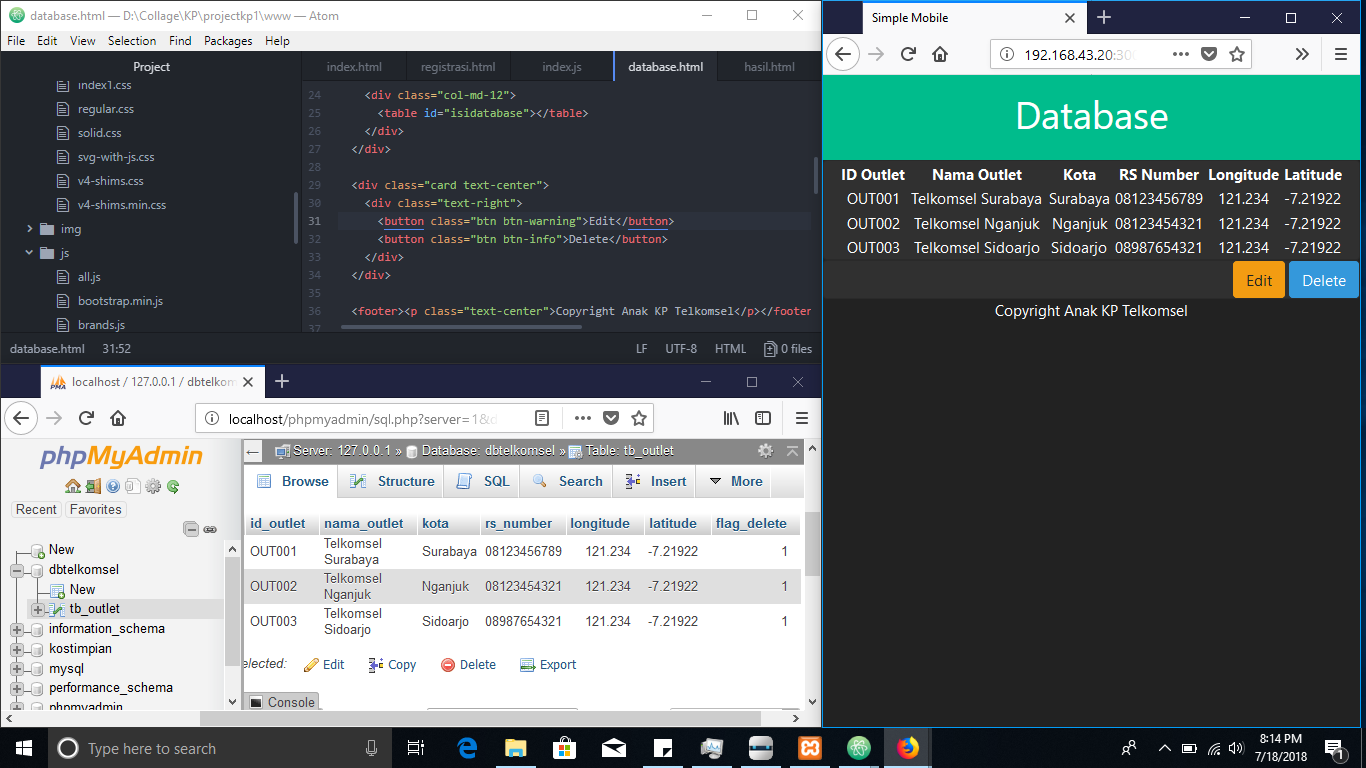 database.html — D:\Collage\KP\projectkp1\www — Atom
File Edit View Selection Find Packages Help
Project
index1.css
regular.css
solid.css
svg-with-js.css
v4-shims.css
v4-shims.min.css
img
js
all.js
bootstrap.min.js
brands.js
index.html registrasi.html index.js database.html hasil.html
24 <div class="col-md-12">
25 <table id="isidatabase"></table>
26 </div>
27 </div>
28
29 <div class="card text-center">
30 <div class="text-right">
31 <button class="btn btn-warning">Edit</button>
32 <button class="btn btn-info">Delete</button>
33 </div>
34 </div>
35
36 <footer><p class="text-center">Copyright Anak KP Telkomsel</p></footer
37
database.html 31:52 LF UTF-8 HTML 0 files
localhost / 127.0.0.1 / dbtelkom
localhost/phpmyadmin/sql.php?server=1&d
phpMyAdmin
Recent Favorites
New
dbtelkomsel
New
tb_outlet
information_schema
kostimpian
mysql
performance_schema
phpmyadmin
Server: 127.0.0.1 » Database: dbtelkomsel » Table: tb_outlet
Browse Structure SQL Search Insert More
id_outlet nama_outlet kota rs_number longitude latitude flag_delete
OUT001 Telkomsel Surabaya Surabaya 08123456789 121.234 -7.21922 1
OUT002 Telkomsel Nganjuk Nganjuk 08123454321 121.234 -7.21922 1
OUT003 Telkomsel Sidoarjo Sidoarjo 08987654321 121.234 -7.21922 1
elected: Edit Copy Delete Export
Console
Simple Mobile
192.168.43.20:300
Database
ID Outlet Nama Outlet Kota RS Number Longitude Latitude
OUT001 Telkomsel Surabaya Surabaya 08123456789 121.234 -7.21922
OUT002 Telkomsel Nganjuk Nganjuk 08123454321 121.234 -7.21922
OUT003 Telkomsel Sidoarjo Sidoarjo 08987654321 121.234 -7.21922
Edit Delete
Copyright Anak KP Telkomsel
Type here to search
8:14 PM
7/18/2018
1